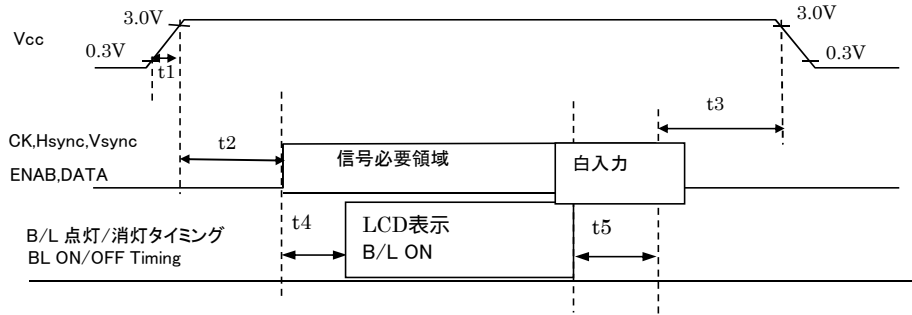 3.0V
3.0V
Vcc
0.3V
0.3V
t1
t3
CK,Hsync,Vsync
t2
信号必要領域
白入力
ENAB,DATA
t4
LCD表示
t5
B/L 点灯/消灯タイミング
B/L ON
BL ON/OFF Timing